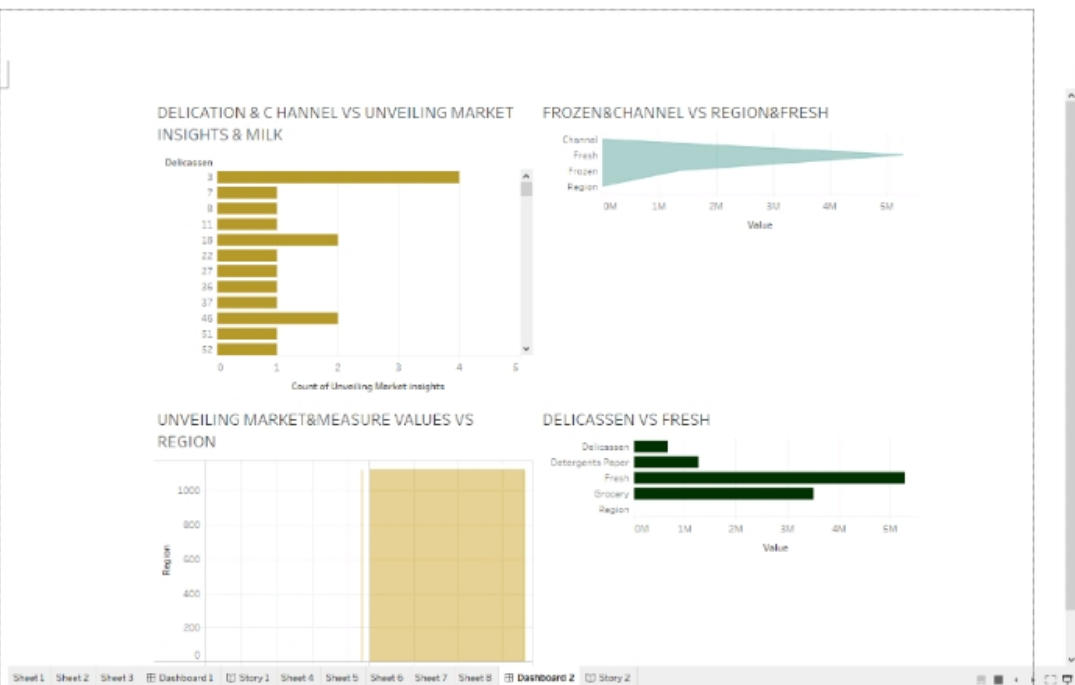 DELICATION & C HANNEL VS UNVEILING MARKET
INSIGHTS & MILK
Delicassen
3
7
8
11
18
22
27
36
37
46
51
52
0 1 2 3 4 5
Count of Unveiling Market insights
FROZEN&CHANNEL VS REGION&FRESH
Channel
Fresh
Frozen
Region
0M 1M 2M 3M 4M 5M
Value
UNVEILING MARKET&MEASURE VALUES VS
REGION
1000
800
600
400
200
0
Region
DELICASSEN VS FRESH
Delicassen
Detergents Paper
Fresh
Grocery
Region
0M 1M 2M 3M 4M 5M
Value
Sheet 1 Sheet 2 Sheet 3 Dashboard 1 Story 1 Sheet 4 Sheet 5 Sheet 6 Sheet 7 Sheet 8 Dashboard 2 Story 2